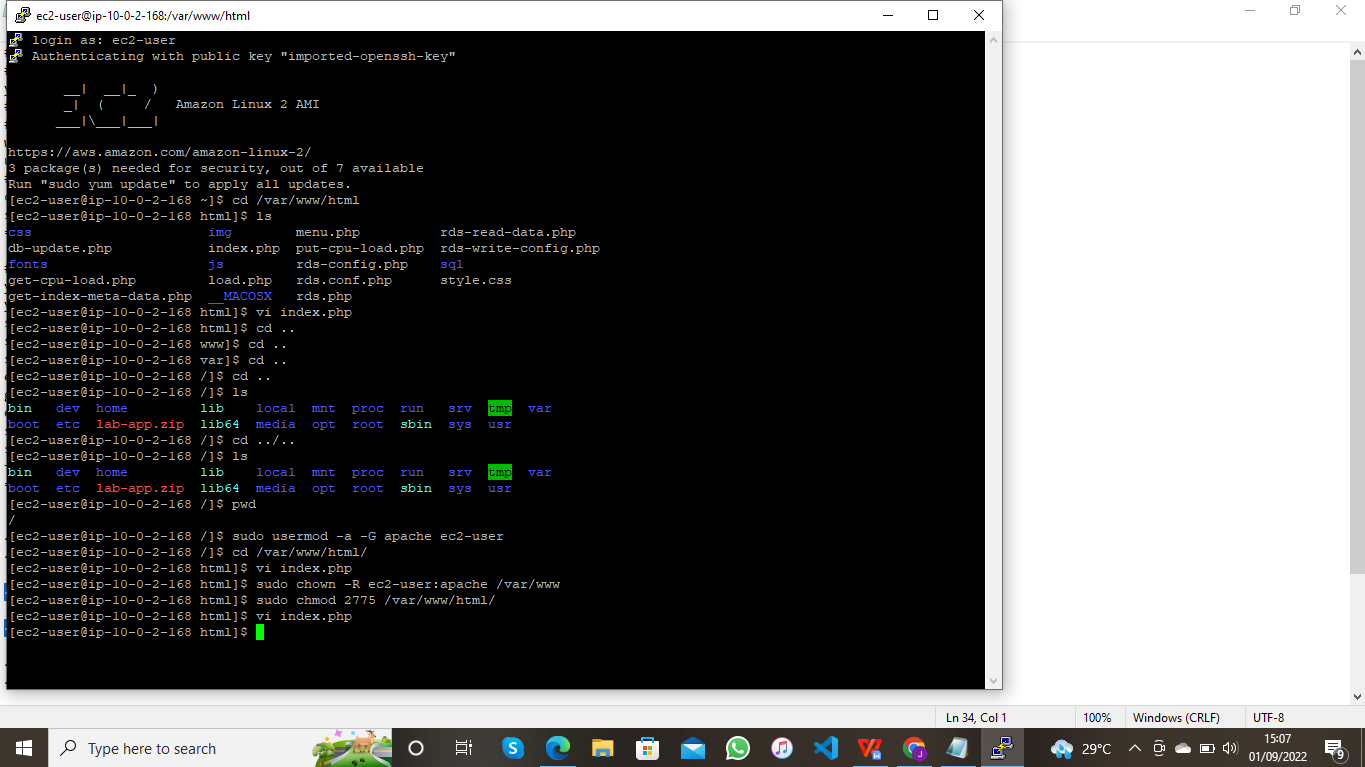 ec2-user@ip-10-0-2-168:/var/www/html
login as: ec2-user
Authenticating with public key "imported-openssh-key"
__|  __|_  )
_|  (     /   Amazon Linux 2 AMI
___|\___|___|
https://aws.amazon.com/amazon-linux-2/
3 package(s) needed for security, out of 7 available
Run "sudo yum update" to apply all updates.
[ec2-user@ip-10-0-2-168 ~]$ cd /var/www/html
[ec2-user@ip-10-0-2-168 html]$ ls
css                      img        menu.php          rds-read-data.php
db-update.php            index.php  put-cpu-load.php  rds-write-config.php
fonts                    js         rds-config.php    sql
get-cpu-load.php         load.php   rds.conf.php      style.css
get-index-meta-data.php  __MACOSX   rds.php
[ec2-user@ip-10-0-2-168 html]$ vi index.php
[ec2-user@ip-10-0-2-168 html]$ cd ..
[ec2-user@ip-10-0-2-168 www]$ cd ..
[ec2-user@ip-10-0-2-168 var]$ cd ..
[ec2-user@ip-10-0-2-168 /]$ cd ..
[ec2-user@ip-10-0-2-168 /]$ ls
bin   dev  home         lib    local  mnt  proc  run   srv  tmp  var
boot  etc  lab-app.zip  lib64  media  opt  root  sbin  sys  usr
[ec2-user@ip-10-0-2-168 /]$ cd ../..
[ec2-user@ip-10-0-2-168 /]$ ls
bin   dev  home         lib    local  mnt  proc  run   srv  tmp  var
boot  etc  lab-app.zip  lib64  media  opt  root  sbin  sys  usr
[ec2-user@ip-10-0-2-168 /]$ pwd
/
[ec2-user@ip-10-0-2-168 /]$ sudo usermod -a -G apache ec2-user
[ec2-user@ip-10-0-2-168 /]$ cd /var/www/html/
[ec2-user@ip-10-0-2-168 html]$ vi index.php
[ec2-user@ip-10-0-2-168 html]$ sudo chown -R ec2-user:apache /var/www
[ec2-user@ip-10-0-2-168 html]$ sudo chmod 2775 /var/www/html/
[ec2-user@ip-10-0-2-168 html]$ vi index.php
[ec2-user@ip-10-0-2-168 html]$
Ln 34, Col 1  100%  Windows (CRLF)  UTF-8
Type here to search  29°C  15:07
01/09/2022  9